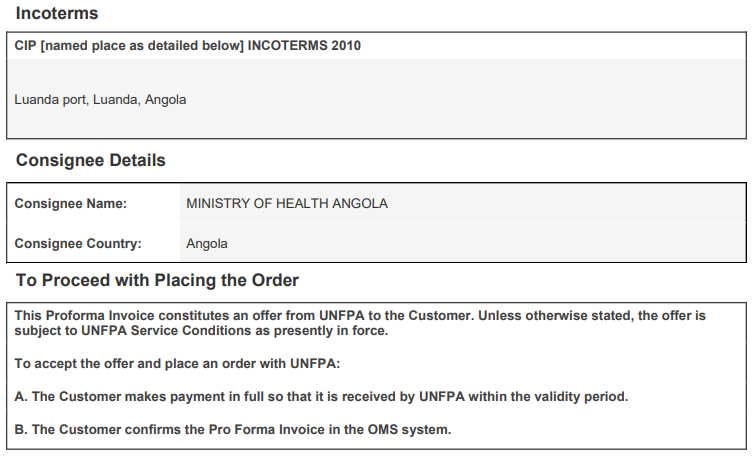 Incoterms
CIP [named place as detailed below] INCOTERMS 2010
Luanda port, Luanda, Angola
Consignee Details
Consignee Name: MINISTRY OF HEALTH ANGOLA
Consignee Country: Angola
To Proceed with Placing the Order
This Proforma Invoice constitutes an offer from UNFPA to the Customer. Unless otherwise stated, the offer is
subject to UNFPA Service Conditions as presently in force.
To accept the offer and place an order with UNFPA:
A. The Customer makes payment in full so that it is received by UNFPA within the validity period.
B. The Customer confirms the Pro Forma Invoice in the OMS system.